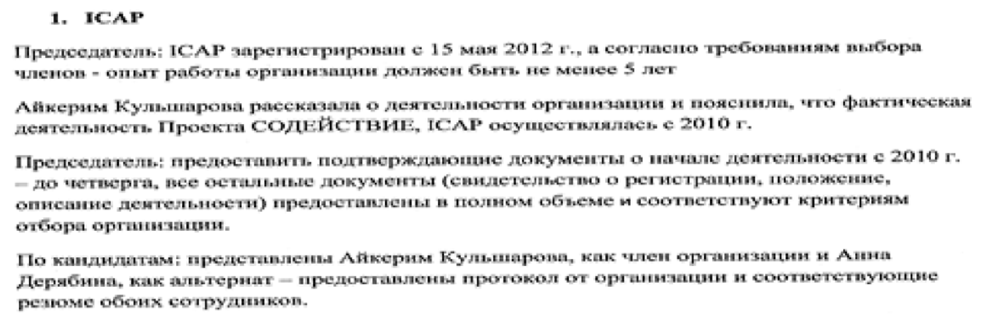 1. ICAP
Председатель: ICAP зарегистрирован с 15 мая 2012 г., а согласно требованиям выбора
членов - опыт работы организации должен быть не менее 5 лет
Айкерим Кульшарова рассказала о деятельности организации и пояснила, что фактическая
деятельность Проекта СОДЕЙСТВИЕ, ICAP осуществлялась с 2010 г.
Председатель: предоставить подтверждающие документы о начале деятельности с 2010 г.
– до четверга, все остальные документы (свидетельство о регистрации, положение,
описание деятельности) предоставлены в полном объеме и соответствуют критериям
отбора организации.
По кандидатам: представлены Айкерим Кульшарова, как член организации и Анна
Дерябина, как альтернат – предоставлены протокол от организации и соответствующие
резюме обоих сотрудников.